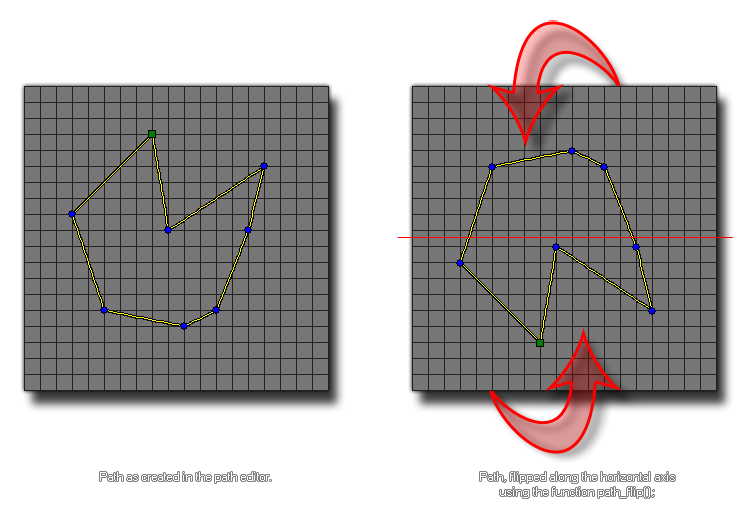 Path as created in the path editor.
Path, flipped along the horizontal axis
using the function path_flip();